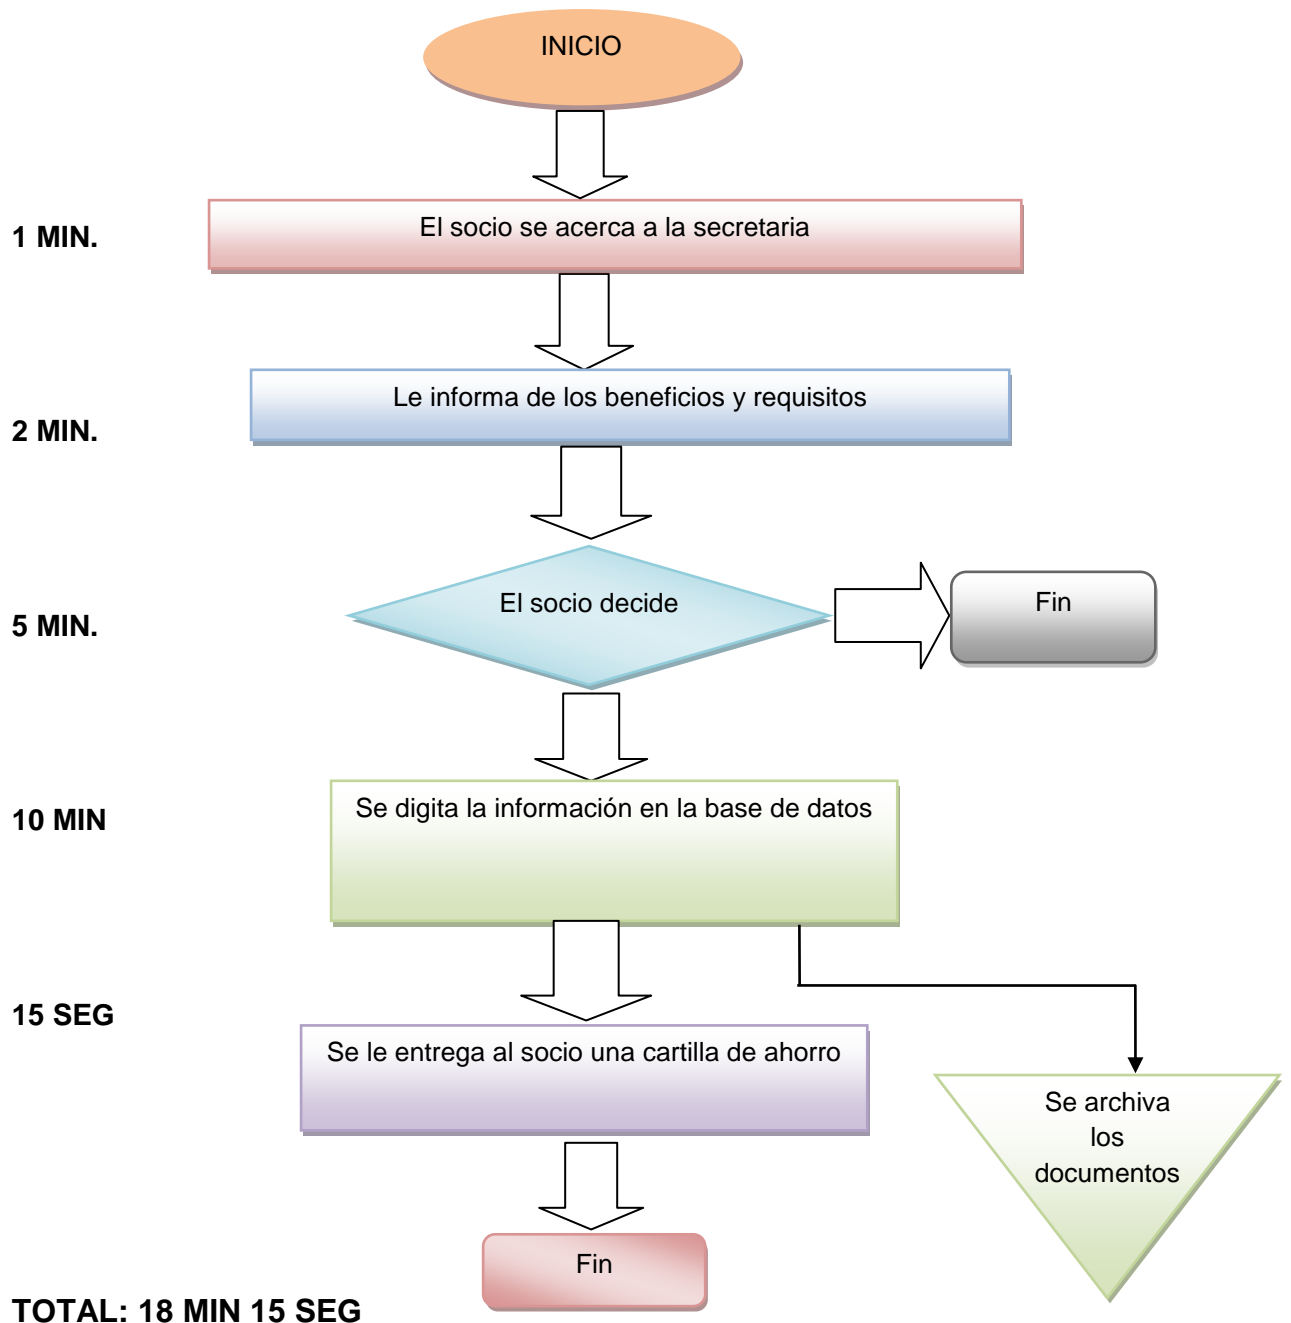 INICIO
1 MIN.
El socio se acerca a la secretaria
2 MIN.
Le informa de los beneficios y requisitos
5 MIN.
El socio decide
Fin
10 MIN
Se digita la información en la base de datos
15 SEG
Se le entrega al socio una cartilla de ahorro
Se archiva
los
documentos
Fin
TOTAL: 18 MIN 15 SEG